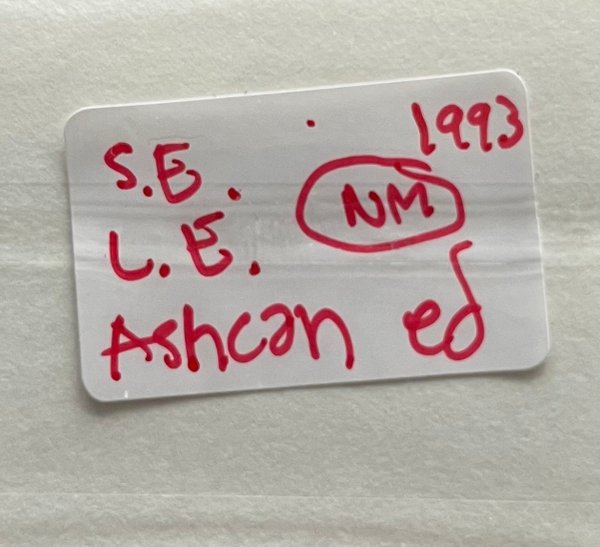 1993
S.E.
NM
L.E.
Ashcan ed